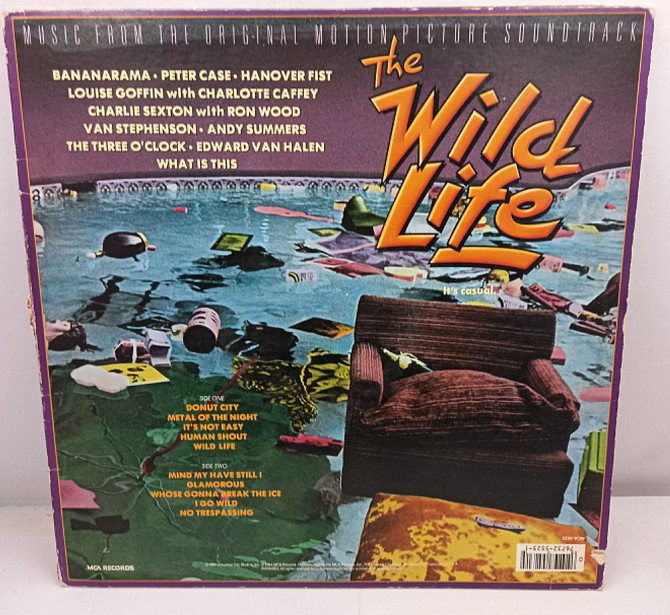 MUSIC FROM THE ORIGINAL MOTION PICTURE SOUNDTRACK
The
Wild
Life
BANANARAMA • PETER CASE • HANOVER FIST
LOUISE GOFFIN with CHARLOTTE CAFFEY
CHARLIE SEXTON with RON WOOD
VAN STEPHENSON • ANDY SUMMERS
THE THREE O'CLOCK • EDWARD VAN HALEN
WHAT IS THIS
it's casual.
SIDE ONE
DONUT CITY
METAL OF THE NIGHT
IT'S NOT EASY
HUMAN SHOUT
WILD LIFE
SIDE TWO
MIND MY HAVE STILL I
GLAMOROUS
WHOSE GONNA BREAK THE ICE
I GO WILD
NO TRESPASSING
MCA RECORDS